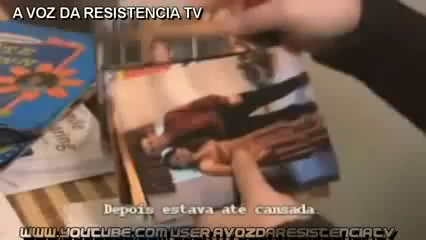 A VOZ DA RESISTENCIA TV
Depois estava até cansada
WWW.YOUTUBE.COM/USER/AVOZDARESISTENCIATV